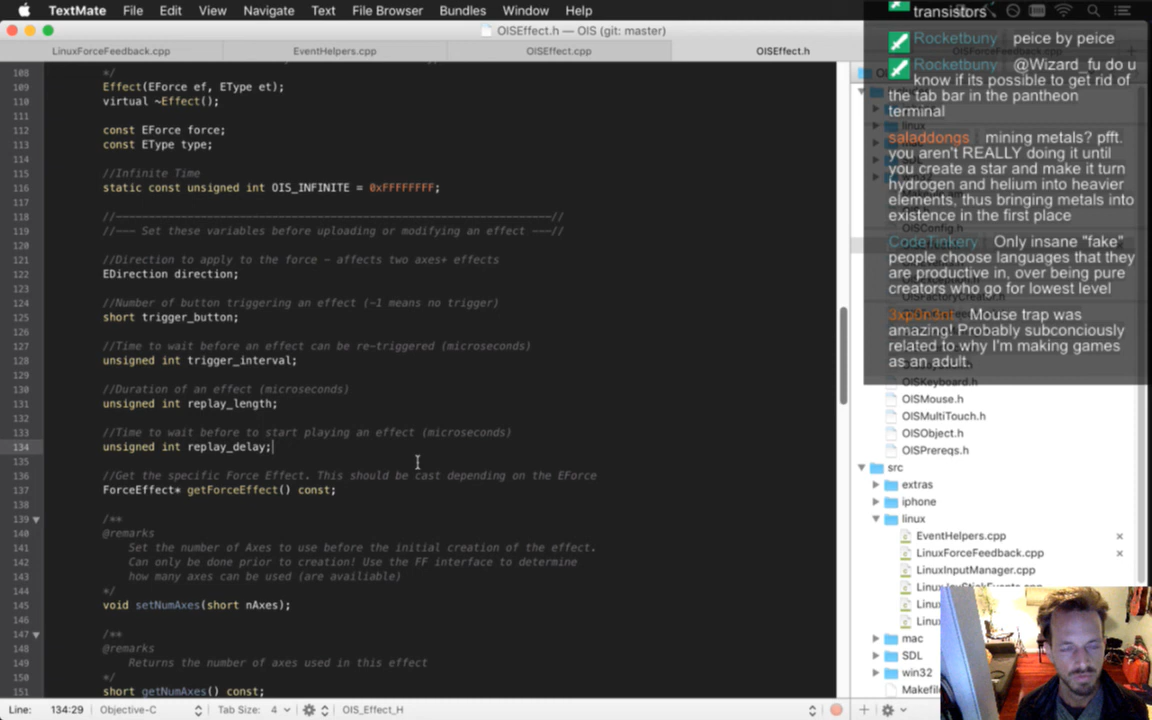 TextMate File Edit View Navigate Text File Browser Bundles Window Help
OISEffect.h — OIS (git: master)
LinuxForceFeedback.cpp EventHelpers.cpp OISEffect.cpp OISEffect.h
108 */
109 Effect(EForce ef, EType et);
110 virtual ~Effect();
111
112 const EForce force;
113 const EType type;
114
115 //Infinite Time
116 static const unsigned int OIS_INFINITE = 0xFFFFFFFF;
117
118 //------------------------------------------------------------------//
119 //--- Set these variables before uploading or modifying an effect ---//
120
121 //Direction to apply to the force - affects two axes+ effects
122 EDirection direction;
123
124 //Number of button triggering an effect (-1 means no trigger)
125 short trigger_button;
126
127 //Time to wait before an effect can be re-triggered (microseconds)
128 unsigned int trigger_interval;
129
130 //Duration of an effect (microseconds)
131 unsigned int replay_length;
132
133 //Time to wait before to start playing an effect (microseconds)
134 unsigned int replay_delay;
135
136 //Get the specific Force Effect. This should be cast depending on the EForce
137 ForceEffect* getForceEffect() const;
138
139 /**
140 @remarks
141 Set the number of Axes to use before the initial creation of the effect.
142 Can only be done prior to creation! Use the FF interface to determine
143 how many axes can be used (are availiable)
144 */
145 void setNumAxes(short nAxes);
146
147 /**
148 @remarks
149 Returns the number of axes used in this effect
150 */
151 short getNumAxes() const;
Line: 134:29 Objective-C Tab Size: 4 OIS_Effect_H
transistors
Rocketbuny peice by peice
Rocketbuny @Wizard_fu do u
know if its possible to get rid of
the tab bar in the pantheon
terminal
saladdongs mining metals? pfft.
you aren't REALLY doing it until
you create a star and make it turn
hydrogen and helium into heavier
elements, thus bringing metals into
existence in the first place
CodeTinkery Only insane "fake"
people choose languages that they
are productive in, over being pure
creators who go for lowest level
Mouse trap was
amazing! Probably subconciously
related to why I'm making games
as an adult.
OISKeyboard.h
OISMouse.h
OISMultiTouch.h
OISObject.h
OISPrereqs.h
src
extras
iphone
linux
EventHelpers.cpp
LinuxForceFeedback.cpp
LinuxInputManager.cpp
LinuxJoyStickEvents.cpp
mac
SDL
win32